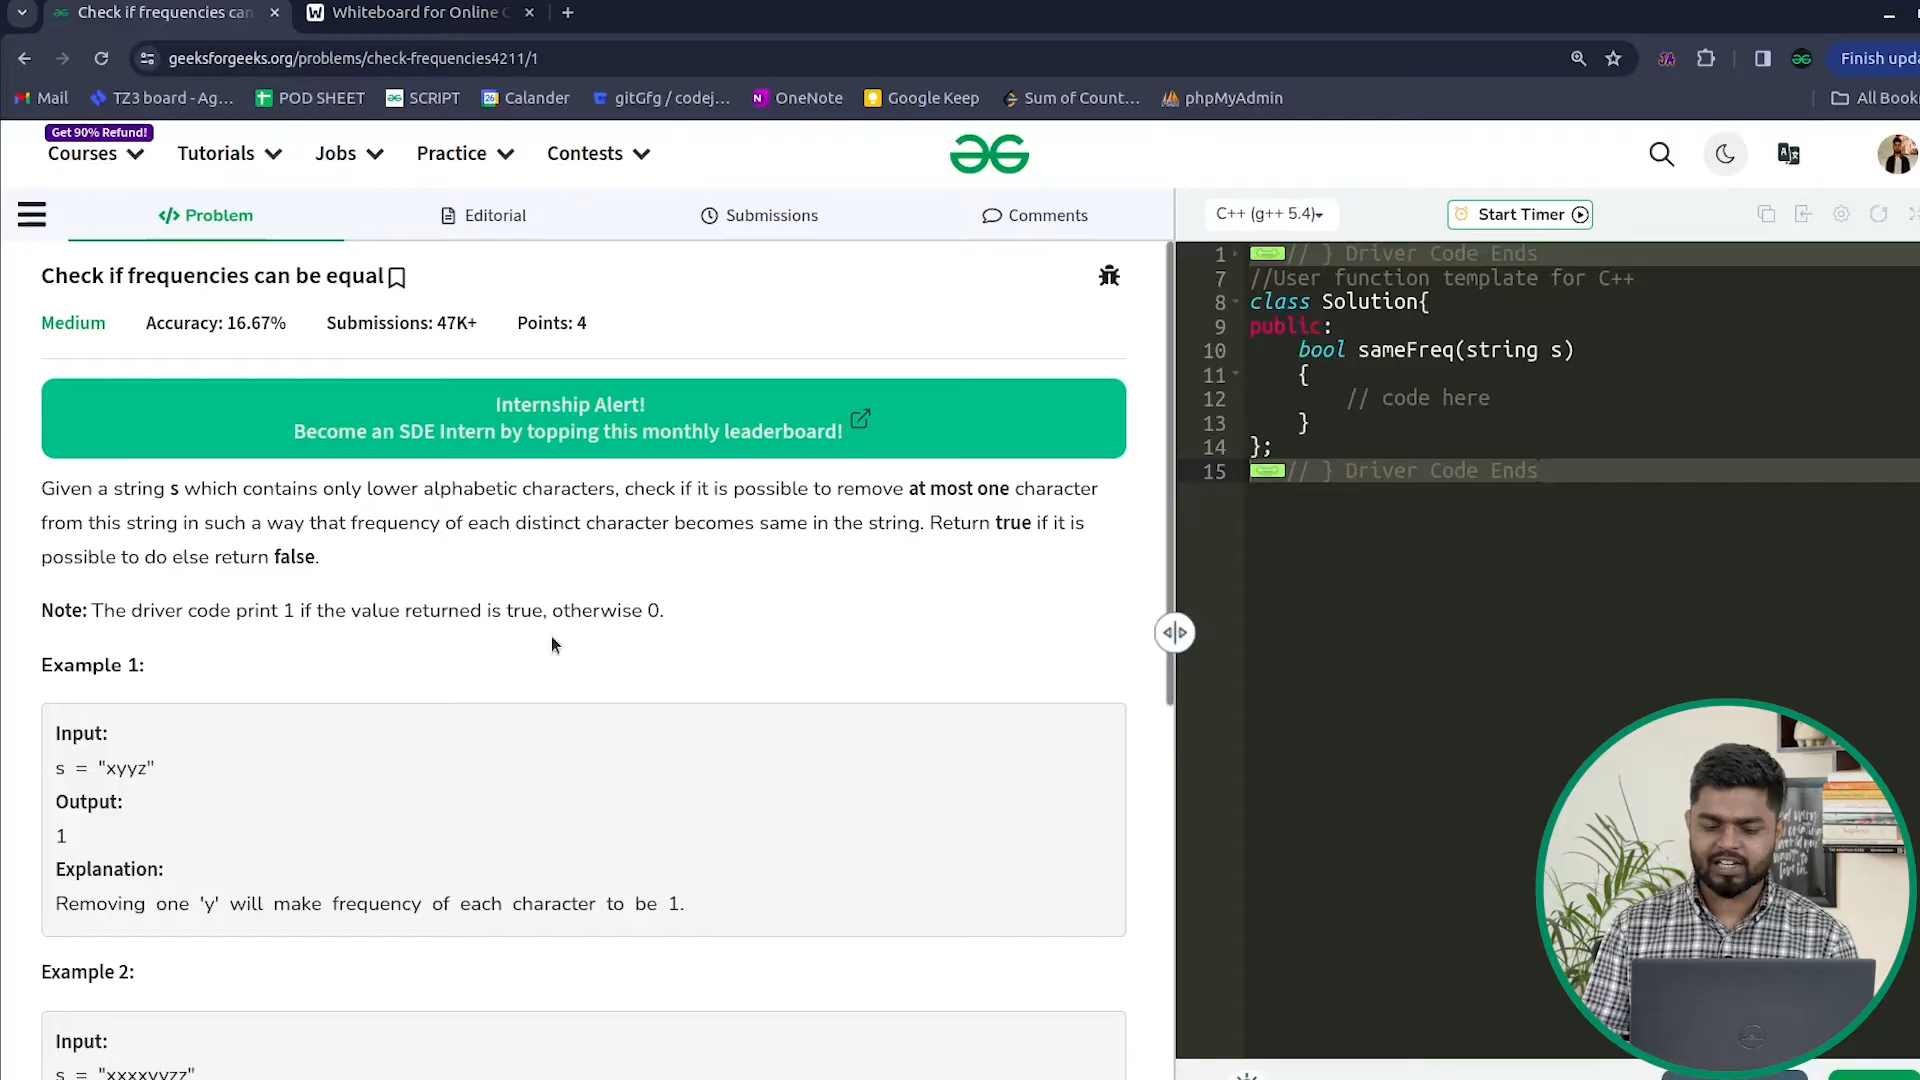 Check if frequencies can
Whiteboard for Online C
geeksforgeeks.org/problems/check-frequencies4211/1
Finish upda
Mail
TZ3 board - Ag...
POD SHEET
SCRIPT
Calander
gitGfg / codej...
OneNote
Google Keep
Sum of Count...
phpMyAdmin
All Book
Get 90% Refund!
Courses
Tutorials
Jobs
Practice
Contests
</> Problem
Editorial
Submissions
Comments
C++ (g++ 5.4)
Start Timer
Check if frequencies can be equal
Medium Accuracy: 16.67% Submissions: 47K+ Points: 4
Internship Alert!
Become an SDE Intern by topping this monthly leaderboard!
Given a string s which contains only lower alphabetic characters, check if it is possible to remove at most one character
from this string in such a way that frequency of each distinct character becomes same in the string. Return true if it is
possible to do else return false.
Note: The driver code print 1 if the value returned is true, otherwise 0.
Example 1:
Input:
s = "xyyz"
Output:
1
Explanation:
Removing one 'y' will make frequency of each character to be 1.
Example 2:
Input:
s = "xxxxyyzz"
1 // } Driver Code Ends
7 //User function template for C++
8 class Solution{
9 public:
10 bool sameFreq(string s)
11 {
12 // code here
13 }
14 };
15 // } Driver Code Ends